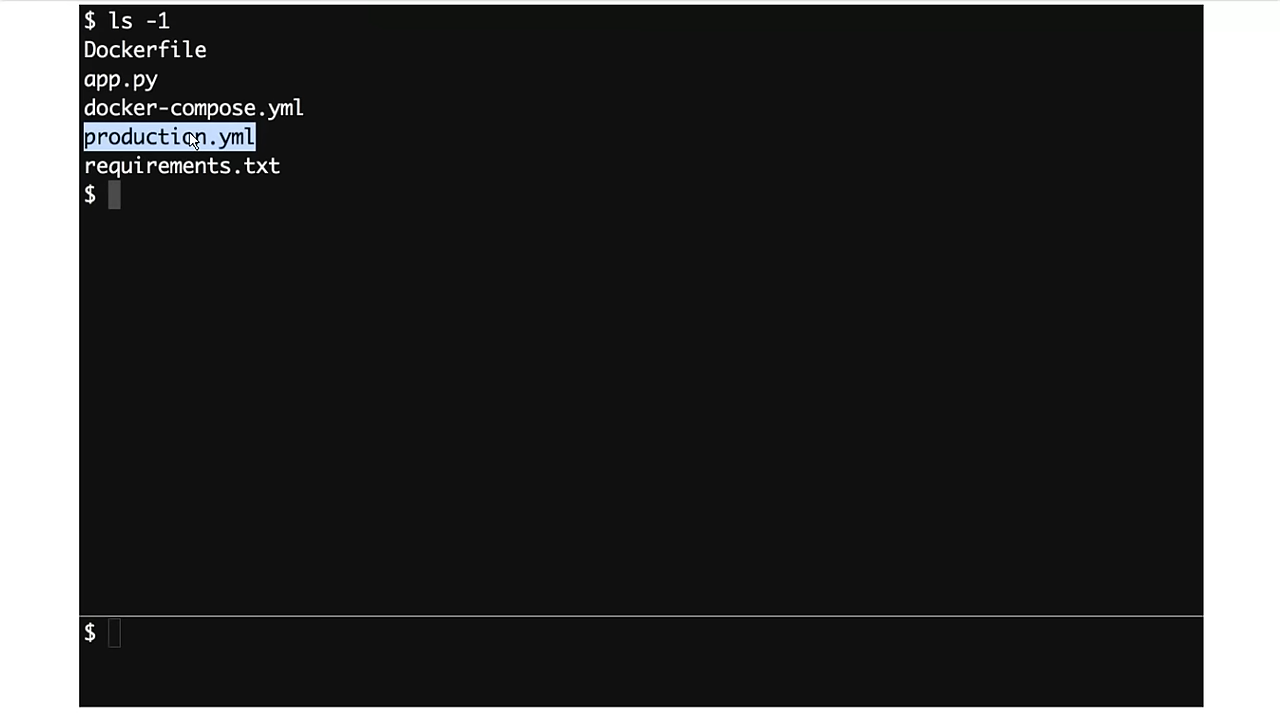 $ ls -1
Dockerfile
app.py
docker-compose.yml
production.yml
requirements.txt
$
$